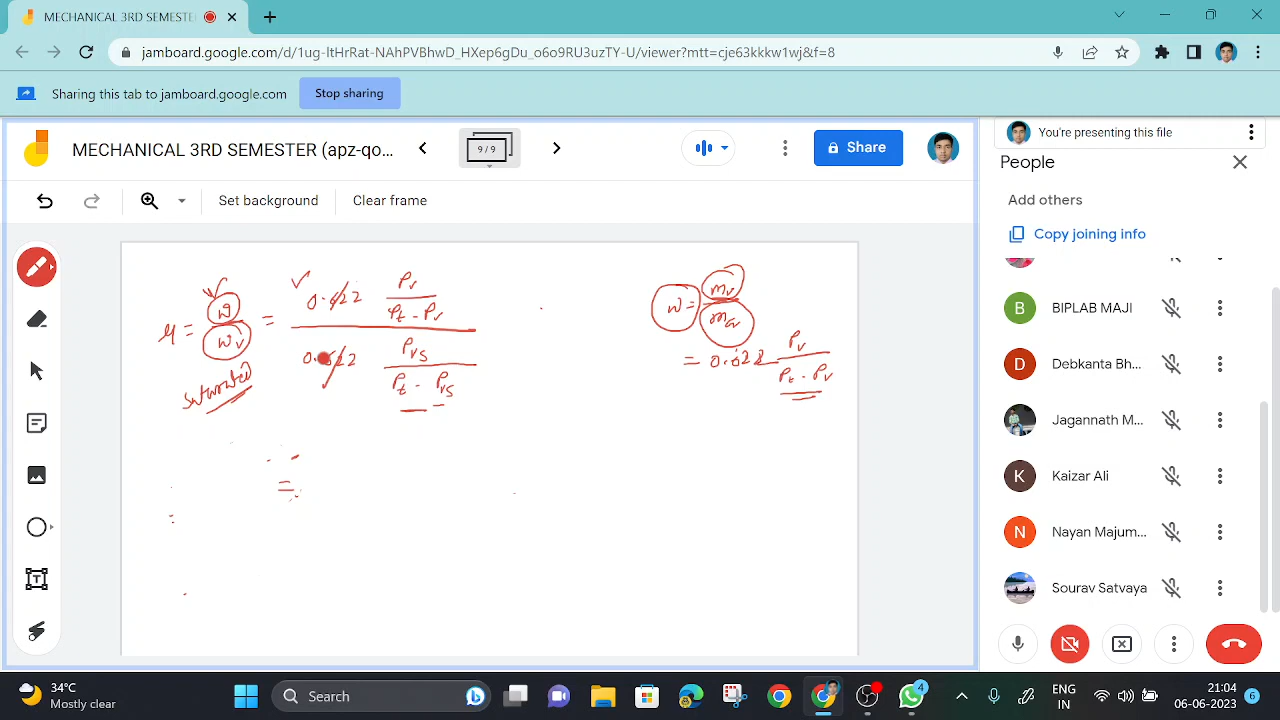 MECHANICAL 3RD SEMESTE
jamboard.google.com/d/1ug-ItHrRat-NAhPVBhwD_HXep6gDu_o6o9RU3uzTY-U/viewer?mtt=cje63kkkw1wj&f=8
Sharing this tab to jamboard.google.com
Stop sharing
MECHANICAL 3RD SEMESTER (apz-qo...
9 / 9
Share
Set background
Clear frame
μ = ω / ωv = 0.622 Pv / (Pt - Pv)
0.622 Pvs / (Pt - Pvs)
saturated
=
=
ω = mv / ma
= 0.622 Pv / (Pt - Pv)
You're presenting this file
People
Add others
Copy joining info
B
BIPLAB MAJI
D
Debkanta Bh...
Jagannath M...
K
Kaizar Ali
N
Nayan Majum...
Sourav Satvaya
34°C
Mostly clear
Search
4
ENG
IN
21:04
06-06-2023
6